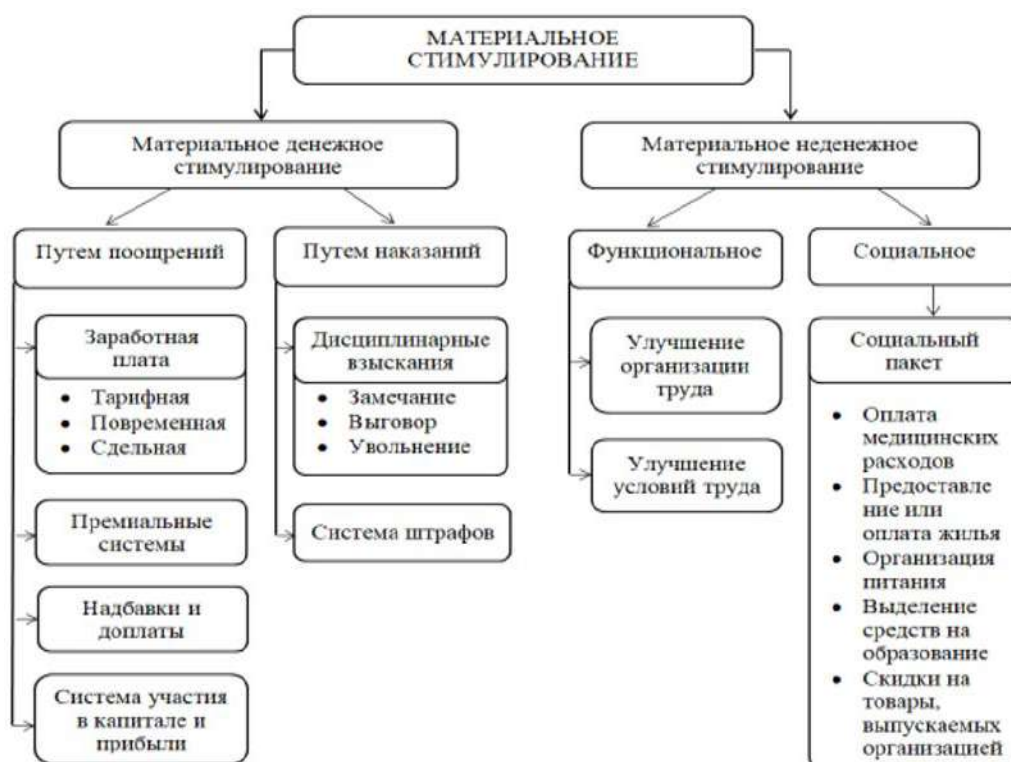 МАТЕРИАЛЬНОЕ
СТИМУЛИРОВАНИЕ
Материальное денежное
стимулирование
Материальное неденежное
стимулирование
Путем поощрений
Путем наказаний
Функциональное
Социальное
Заработная
плата
• Тарифная
• Повременная
• Сдельная
Премиальные
системы
Надбавки и
доплаты
Система участия
в капитале и
прибыли
Дисциплинарные
взыскания
• Замечание
• Выговор
• Увольнение
Система штрафов
Улучшение
организации
труда
Улучшение
условий труда
Социальный
пакет
• Оплата
медицинских
расходов
• Предоставле
ние или
оплата жилья
• Организация
питания
• Выделение
средств на
образование
• Скидки на
товары,
выпускаемых
организацией